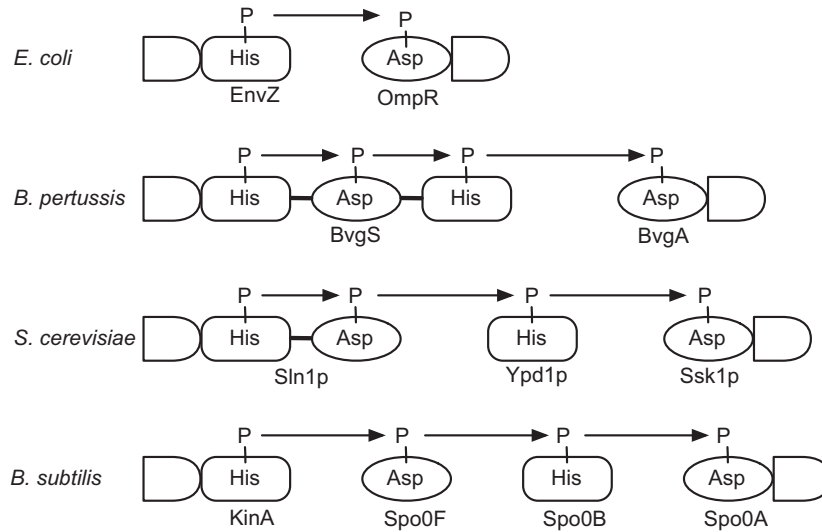 P P
E. coli His Asp
EnvZ OmpR
P P P P
B. pertussis His Asp His Asp
BvgS BvgA
P P P P
S. cerevisiae His Asp His Asp
Sln1p Ypd1p Ssk1p
P P P P
B. subtilis His Asp His Asp
KinA Spo0F Spo0B Spo0A